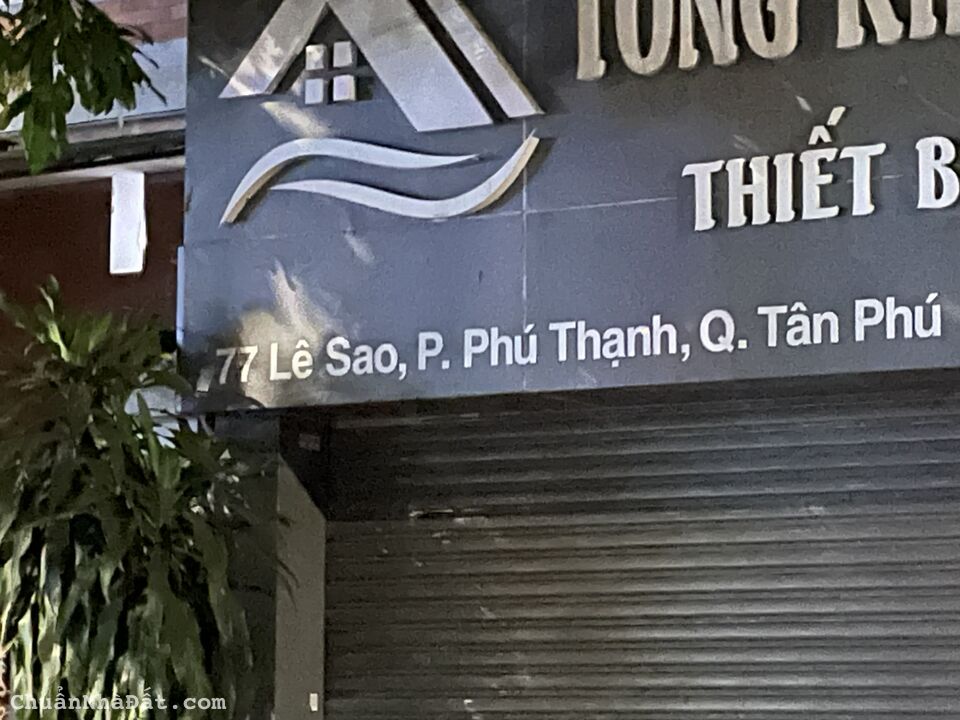 THIẾT
77 Lê Sao, P. Phú Thạnh, Q. Tân Phú
ChuẩnNhàĐất.com